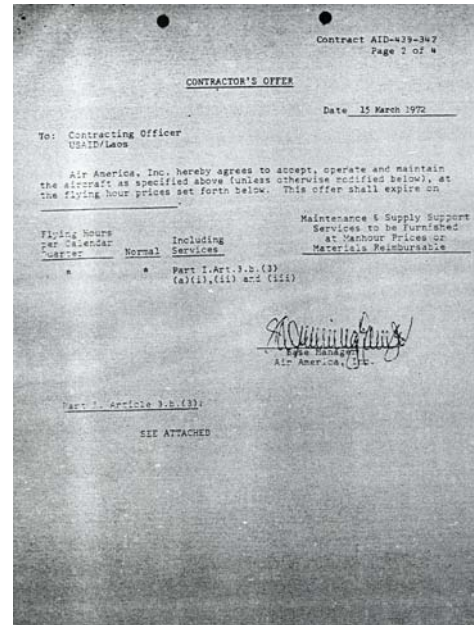 Contract AID-439-342
Page 2 of 4
CONTRACTOR'S OFFER
Date 15 March 1972
To: Contracting Officer
USAID/Laos
Air America, Inc. hereby agrees to accept, operate and maintain
the aircraft as specified above (unless otherwise modified below), at
the flying hour prices set forth below. This offer shall expire on
.
Flying Hours
per Calendar
Quarter
Normal
Including
Services
Maintenance & Supply Support
Services to be Furnished
at Manhour Prices or
Materials Reimbursable
* * Part I.Art.3.b.(3)
(a)(i),(ii) and (iii)
Base Manager
Air America, Inc.
Part I. Article 3.b.(3):
SEE ATTACHED